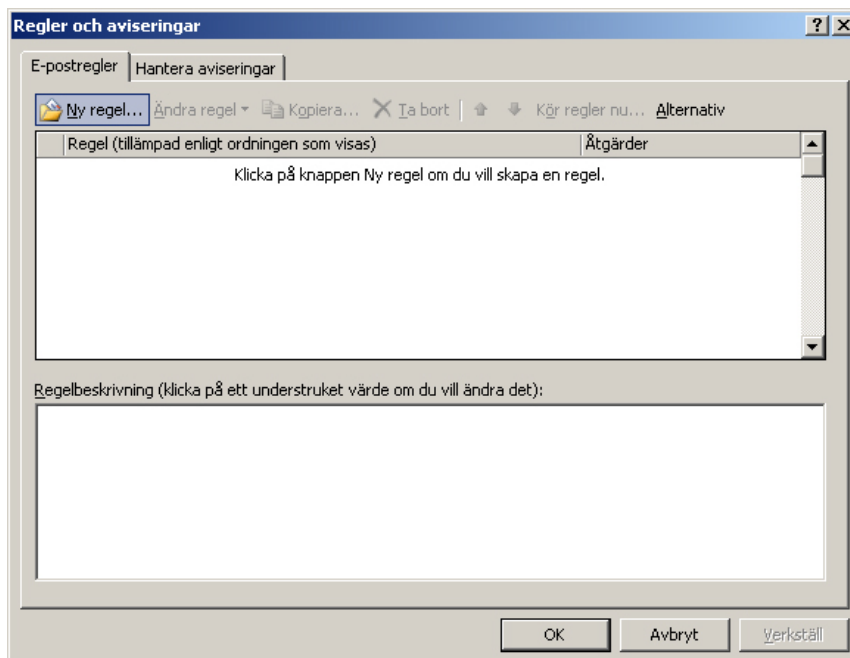 Regler och aviseringar
E-postregler Hantera aviseringar
Ny regel... Ändra regel Kopiera... Ta bort Kör regler nu... Alternativ
Regel (tillämpad enligt ordningen som visas) Åtgärder
Klicka på knappen Ny regel om du vill skapa en regel.
Regelbeskrivning (klicka på ett understruket värde om du vill ändra det):
OK Avbryt Verkställ